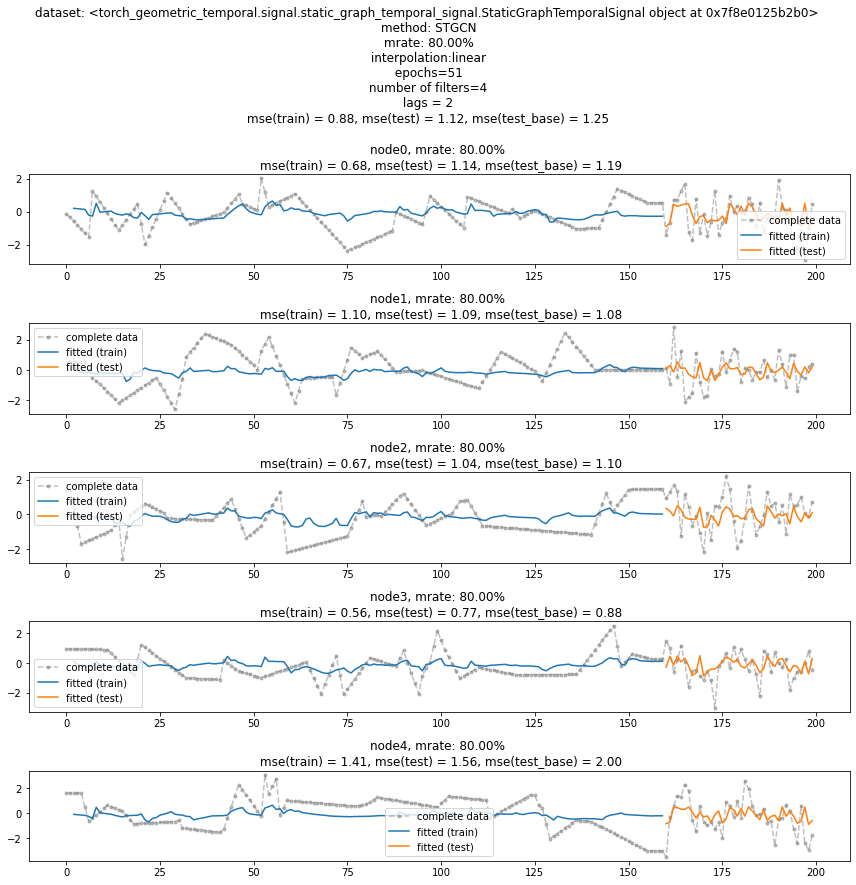 dataset: <torch_geometric_temporal.signal.static_graph_temporal_signal.StaticGraphTemporalSignal object at 0x7f8e0125b2b0>
method: STGCN
mrate: 80.00%
interpolation:linear
epochs=51
number of filters=4
lags = 2
mse(train) = 0.88, mse(test) = 1.12, mse(test_base) = 1.25
node0, mrate: 80.00%
mse(train) = 0.68, mse(test) = 1.14, mse(test_base) = 1.19
2
0
−2
complete data
fitted (train)
fitted (test)
0 25 50 75 100 125 150 175 200
node1, mrate: 80.00%
mse(train) = 1.10, mse(test) = 1.09, mse(test_base) = 1.08
2
0
−2
complete data
fitted (train)
fitted (test)
0 25 50 75 100 125 150 175 200
node2, mrate: 80.00%
mse(train) = 0.67, mse(test) = 1.04, mse(test_base) = 1.10
2
0
−2
complete data
fitted (train)
fitted (test)
0 25 50 75 100 125 150 175 200
node3, mrate: 80.00%
mse(train) = 0.56, mse(test) = 0.77, mse(test_base) = 0.88
2
0
−2
complete data
fitted (train)
fitted (test)
0 25 50 75 100 125 150 175 200
node4, mrate: 80.00%
mse(train) = 1.41, mse(test) = 1.56, mse(test_base) = 2.00
2
0
−2
complete data
fitted (train)
fitted (test)
0 25 50 75 100 125 150 175 200